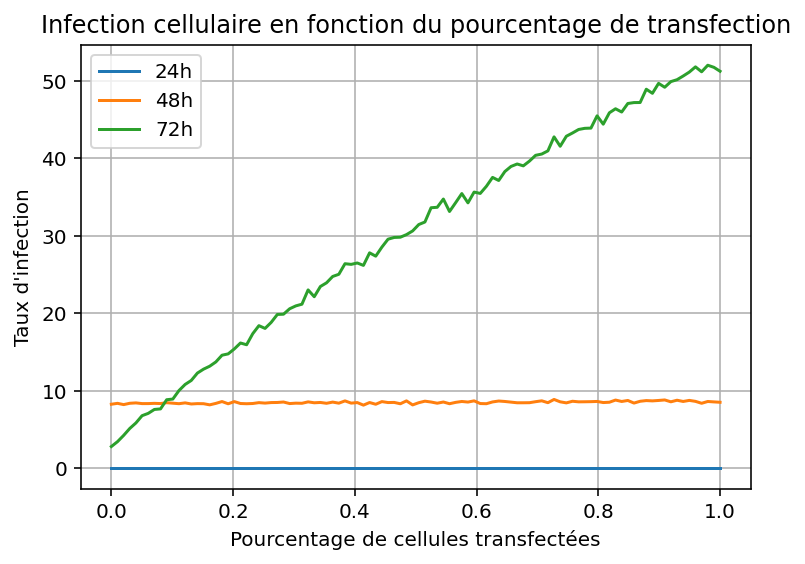 Infection cellulaire en fonction du pourcentage de transfection
24h
48h
72h
Taux d'infection
50
40
30
20
10
0
0.0 0.2 0.4 0.6 0.8 1.0
Pourcentage de cellules transfectées